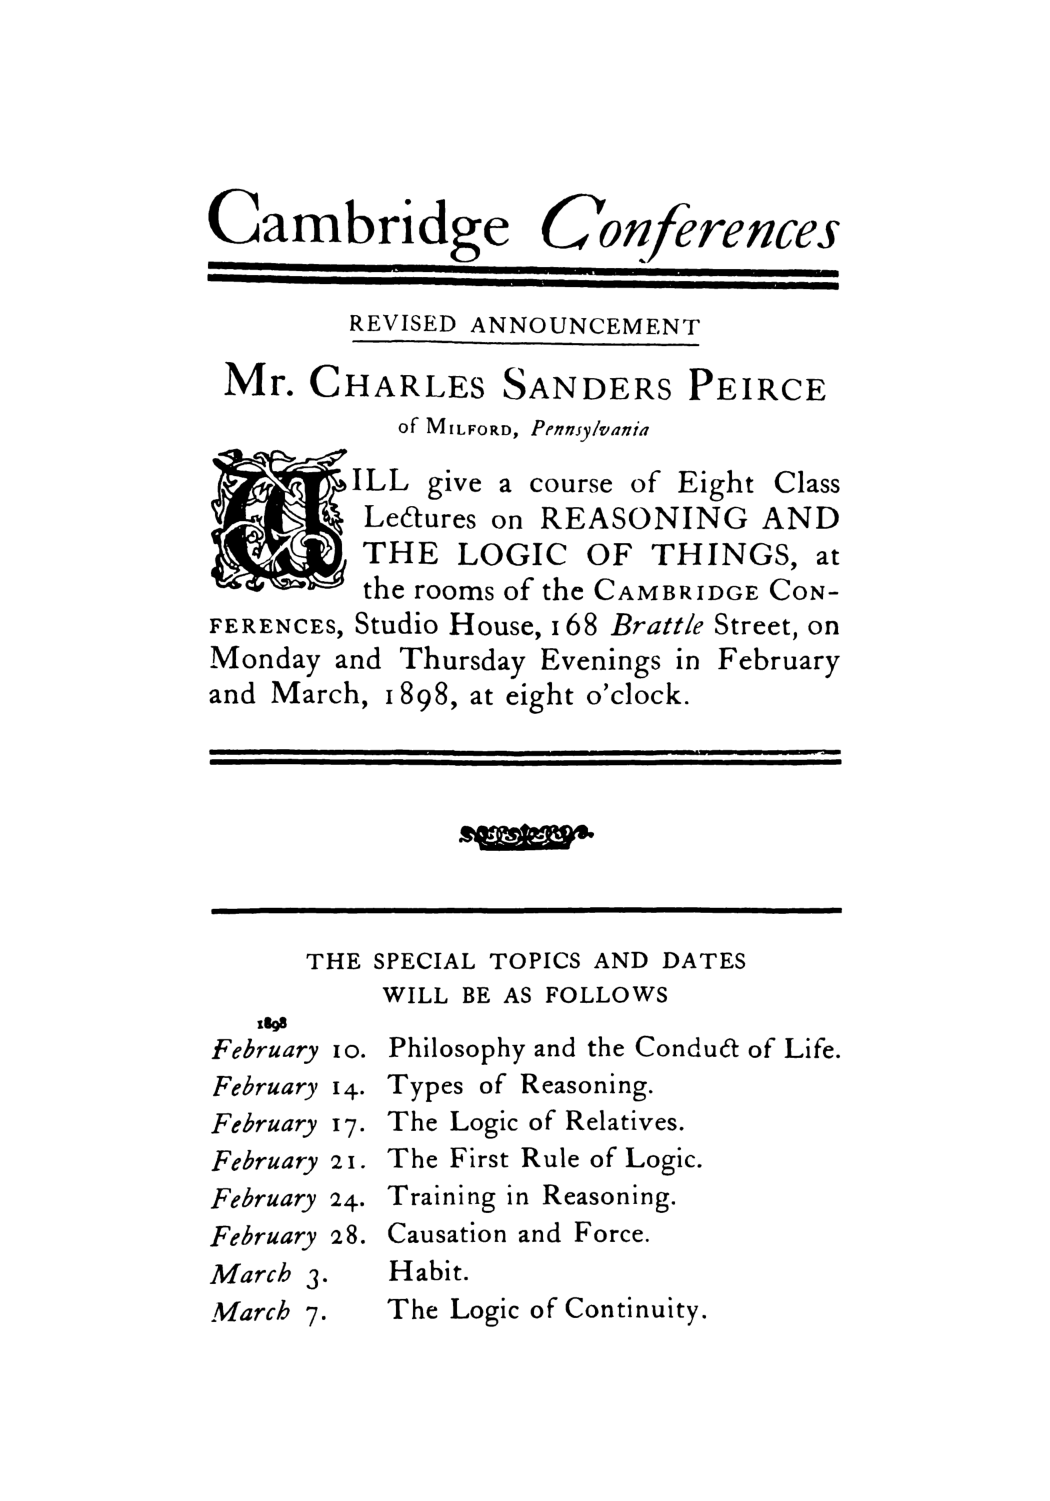 Cambridge Conferences
REVISED ANNOUNCEMENT
Mr. CHARLES SANDERS PEIRCE
of MILFORD, Pennsylvania
WILL give a course of Eight Class
Lectures on REASONING AND
THE LOGIC OF THINGS, at
the rooms of the CAMBRIDGE CON-
FERENCES, Studio House, 168 Brattle Street, on
Monday and Thursday Evenings in February
and March, 1898, at eight o'clock.
THE SPECIAL TOPICS AND DATES
WILL BE AS FOLLOWS
1898
February 10. Philosophy and the Conduct of Life.
February 14. Types of Reasoning.
February 17. The Logic of Relatives.
February 21. The First Rule of Logic.
February 24. Training in Reasoning.
February 28. Causation and Force.
March 3. Habit.
March 7. The Logic of Continuity.